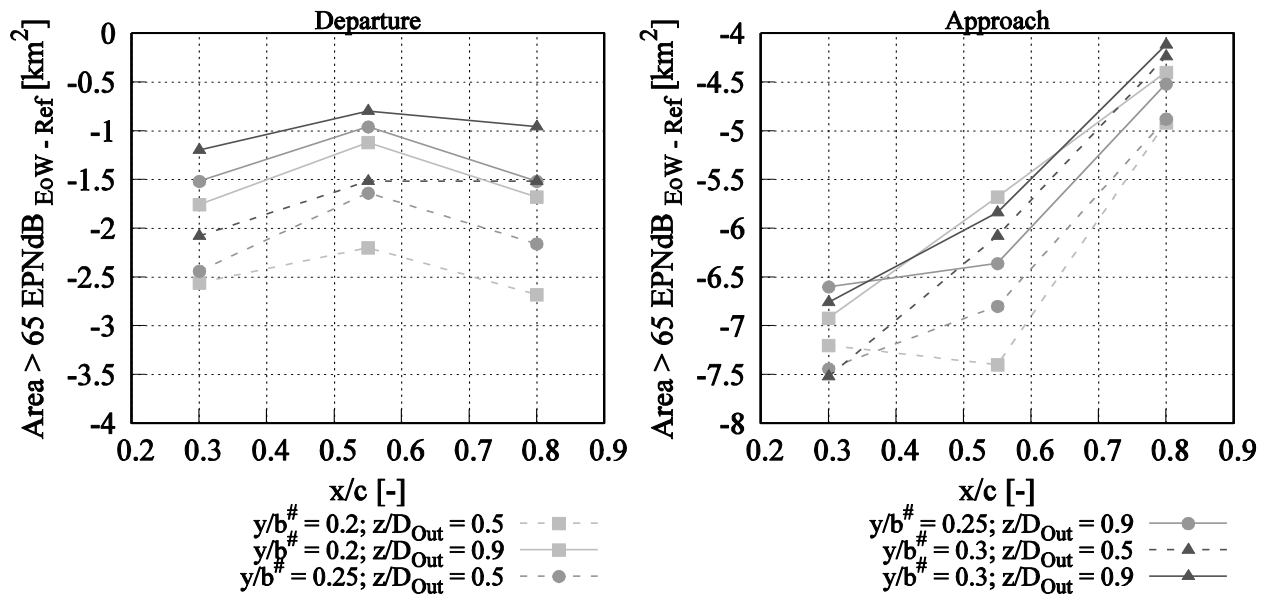 Departure
Area > 65 EPNdB EoW - Ref [km2]
0
-0.5
-1
-1.5
-2
-2.5
-3
-3.5
-4
0.2 0.3 0.4 0.5 0.6 0.7 0.8 0.9
x/c [-]
Approach
Area > 65 EPNdB EoW - Ref [km2]
-4
-4.5
-5
-5.5
-6
-6.5
-7
-7.5
-8
0.2 0.3 0.4 0.5 0.6 0.7 0.8 0.9
x/c [-]
y/b# = 0.2; z/DOut = 0.5
y/b# = 0.2; z/DOut = 0.9
y/b# = 0.25; z/DOut = 0.5
y/b# = 0.25; z/DOut = 0.9
y/b# = 0.3; z/DOut = 0.5
y/b# = 0.3; z/DOut = 0.9